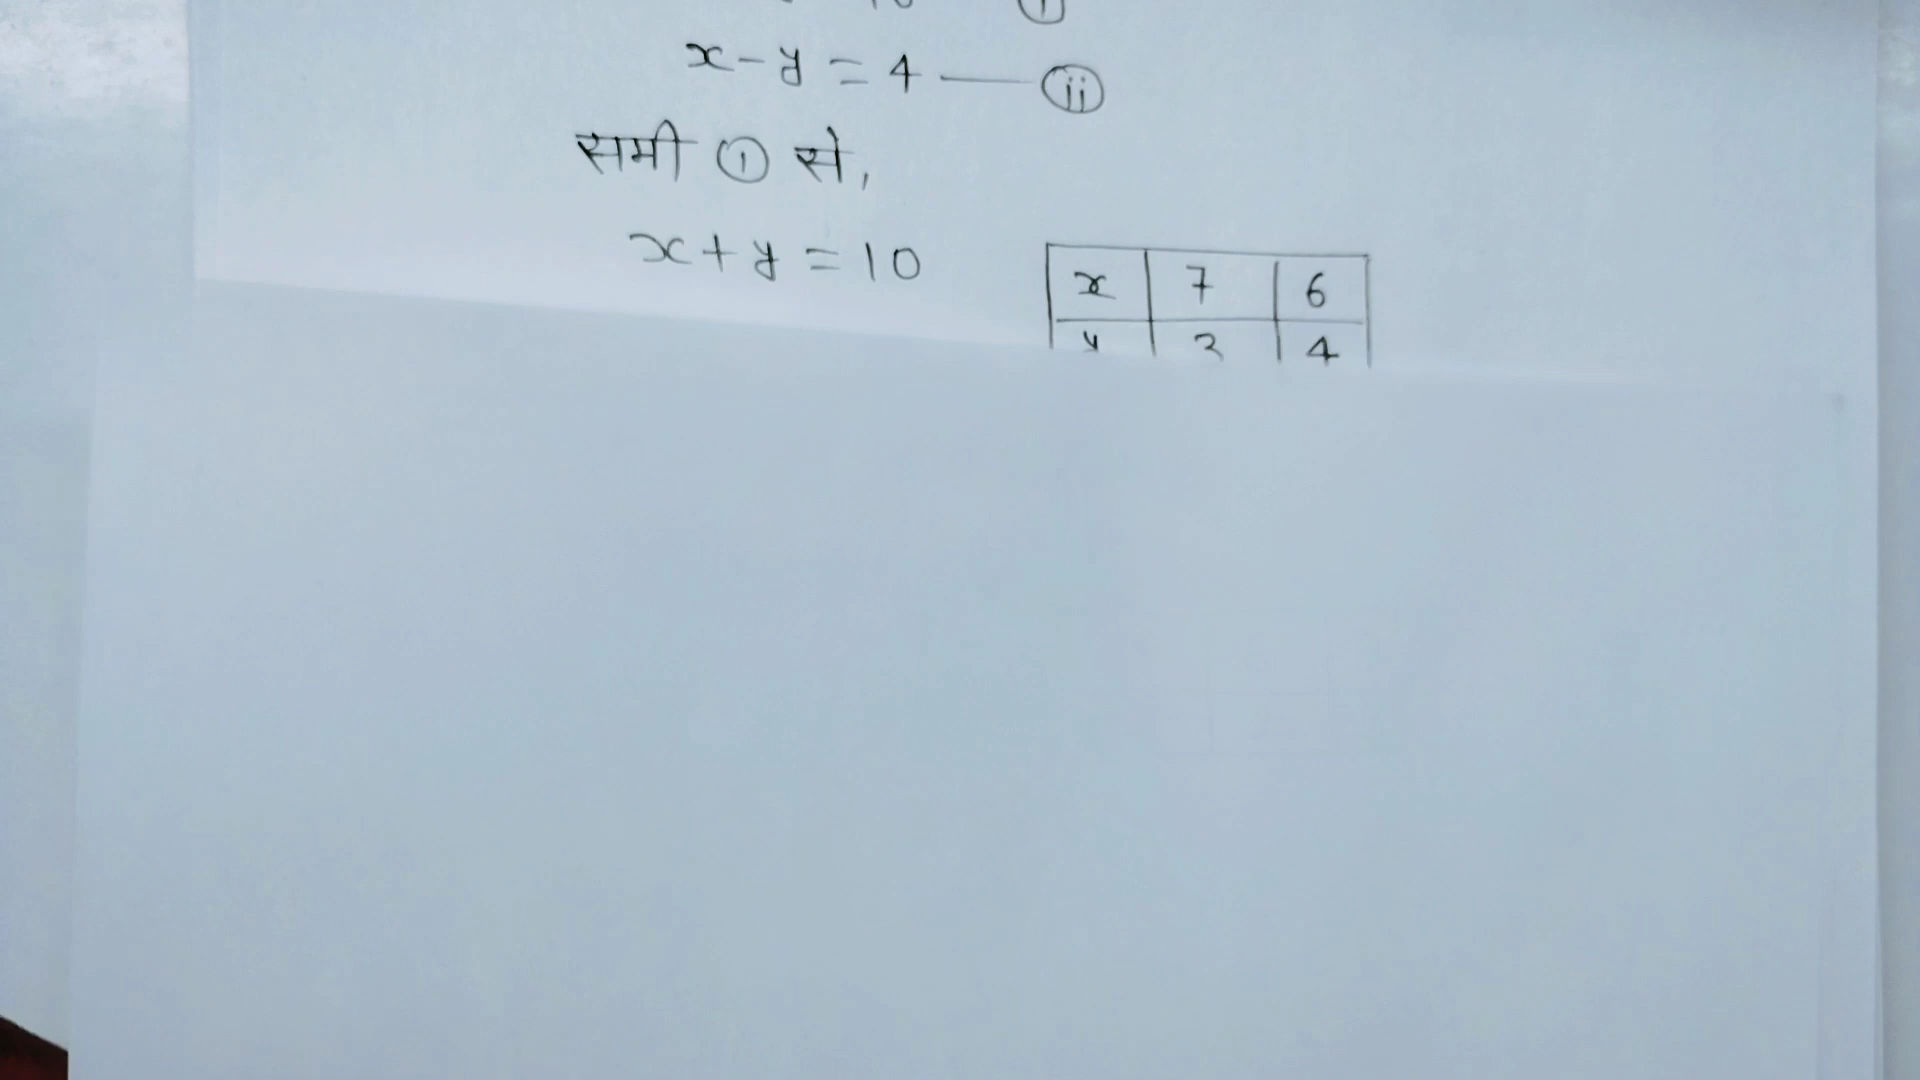 x - y = 4 — (ii)
समी (i) से,
x + y = 10
x 7 6
y 3 4